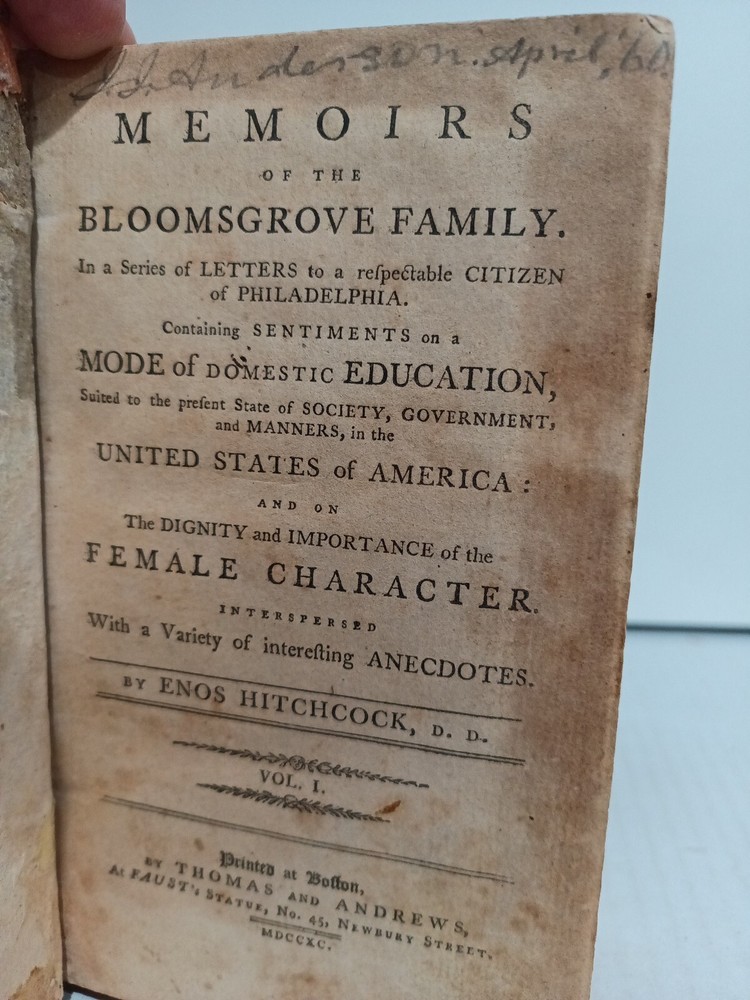 J. J. Anderson. April, '60.
MEMOIRS
OF THE
BLOOMSGROVE FAMILY.
In a Series of LETTERS to a reſpectable CITIZEN
of PHILADELPHIA.
Containing SENTIMENTS on a
MODE of DOMESTIC EDUCATION,
Suited to the preſent State of SOCIETY, GOVERNMENT,
and MANNERS, in the
UNITED STATES of AMERICA:
AND ON
The DIGNITY and IMPORTANCE of the
FEMALE CHARACTER.
INTERSPERSED
With a Variety of intereſting ANECDOTES.
BY ENOS HITCHCOCK, D. D.
VOL. I.
Printed at Boſton,
BY THOMAS AND ANDREWS,
At FAUST's STATUE, No. 45, NEWBURY STREET.
MDCCXC.